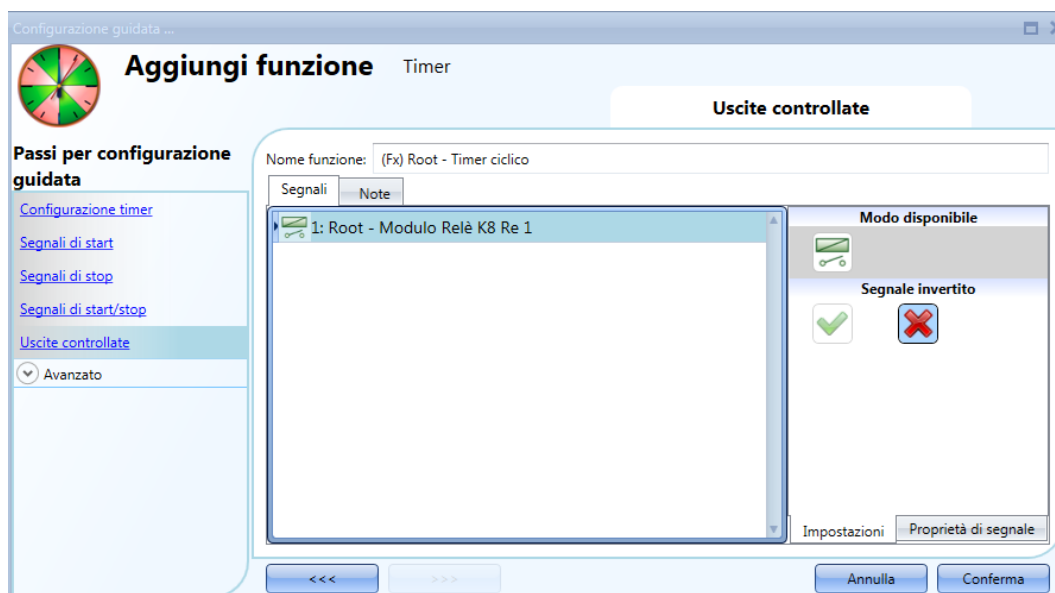 Configurazione guidata ...
Aggiungi funzione Timer
Uscite controllate
Passi per configurazione
guidata
Configurazione timer
Segnali di start
Segnali di stop
Segnali di start/stop
Uscite controllate
Avanzato
Nome funzione: (Fx) Root - Timer ciclico
Segnali Note
1: Root - Modulo Relè K8 Re 1
Modo disponibile
Segnale invertito
Impostazioni Proprietà di segnale
<<< >>> Annulla Conferma